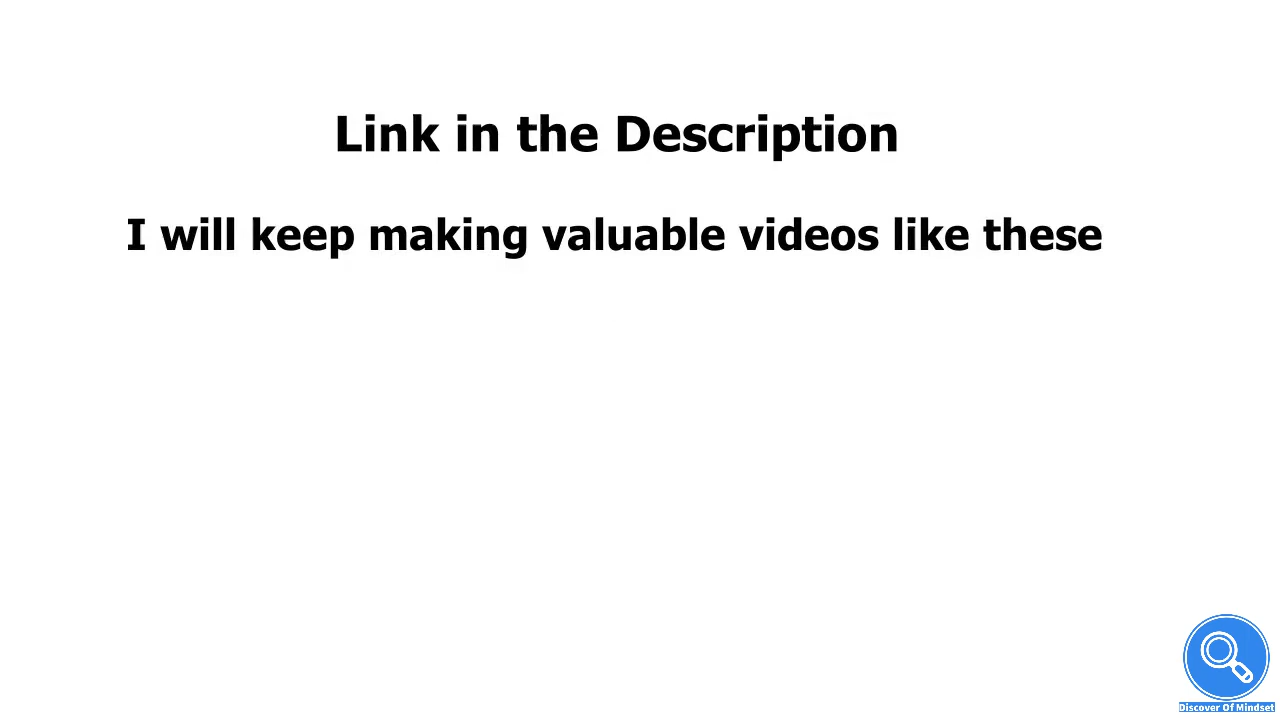 Link in the Description
I will keep making valuable videos like these
Discover Of Mindset